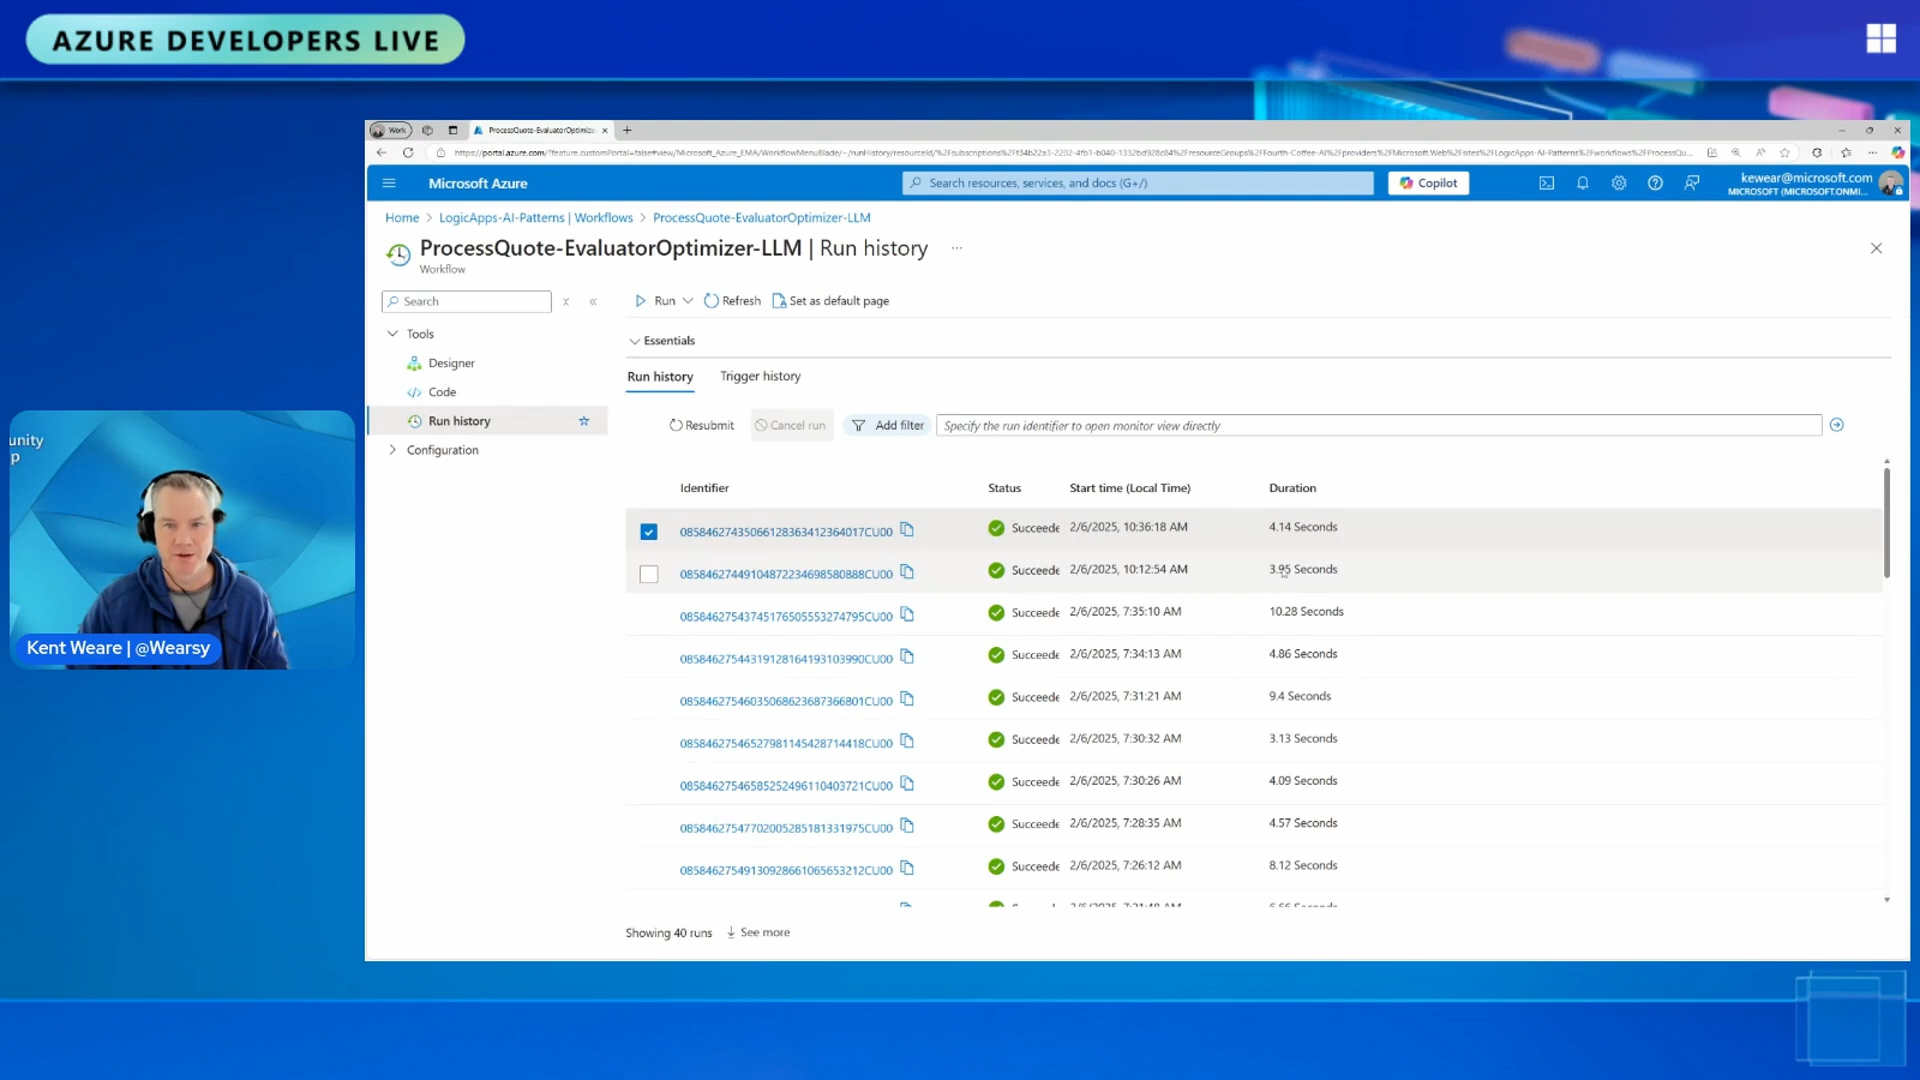 AZURE DEVELOPERS LIVE
Work
ProcessQuote-EvaluatorOptimize
Microsoft Azure
Search resources, services, and docs (G+/)
Copilot
kewear@microsoft.com
MICROSOFT (MICROSOFT.ONMI...
Home > LogicApps-AI-Patterns | Workflows > ProcessQuote-EvaluatorOptimizer-LLM
ProcessQuote-EvaluatorOptimizer-LLM | Run history ...
Workflow
Search
Tools
Designer
Code
Run history
Configuration
Run
Refresh
Set as default page
Essentials
Run history
Trigger history
Resubmit
Cancel run
Add filter
Specify the run identifier to open monitor view directly
Identifier Status Start time (Local Time) Duration
08584627435066128363412364017CU00 Succeede 2/6/2025, 10:36:18 AM 4.14 Seconds
08584627449104872234698580888CU00 Succeede 2/6/2025, 10:12:54 AM 3.95 Seconds
08584627543745176505553274795CU00 Succeede 2/6/2025, 7:35:10 AM 10.28 Seconds
08584627544319128164193103990CU00 Succeede 2/6/2025, 7:34:13 AM 4.86 Seconds
08584627546035068623687366801CU00 Succeede 2/6/2025, 7:31:21 AM 9.4 Seconds
08584627546527981145428714418CU00 Succeede 2/6/2025, 7:30:32 AM 3.13 Seconds
08584627546585252496110403721CU00 Succeede 2/6/2025, 7:30:26 AM 4.09 Seconds
08584627547702005285181331975CU00 Succeede 2/6/2025, 7:28:35 AM 4.57 Seconds
08584627549130928661065653212CU00 Succeede 2/6/2025, 7:26:12 AM 8.12 Seconds
Showing 40 runs
See more
unity
p
Kent Weare | @Wearsy